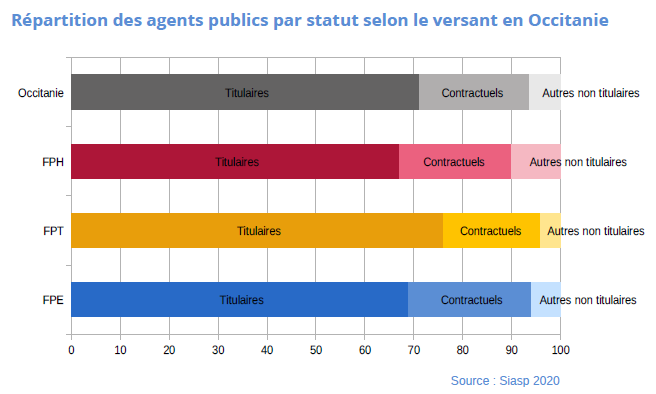 Répartition des agents publics par statut selon le versant en Occitanie
Occitanie Titulaires Contractuels Autres non titulaires
FPH Titulaires Contractuels Autres non titulaires
FPT Titulaires Contractuels Autres non titulaires
FPE Titulaires Contractuels Autres non titulaires
0 10 20 30 40 50 60 70 80 90 100
Source : Siasp 2020